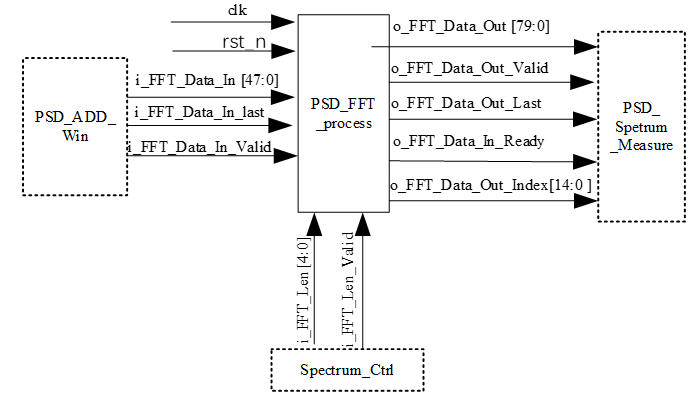 clk
rst_n
i_FFT_Data_In [47:0]
i_FFT_Data_In_last
i_FFT_Data_In_Valid
PSD_ADD_
Win
PSD_FFT
_process
o_FFT_Data_Out [79:0]
o_FFT_Data_Out_Valid
o_FFT_Data_Out_Last
o_FFT_Data_In_Ready
o_FFT_Data_Out_Index[14:0 ]
PSD_
Spetrum
_Measure
i_FFT_Len [4:0]
i_FFT_Len_Valid
Spectrum_Ctrl